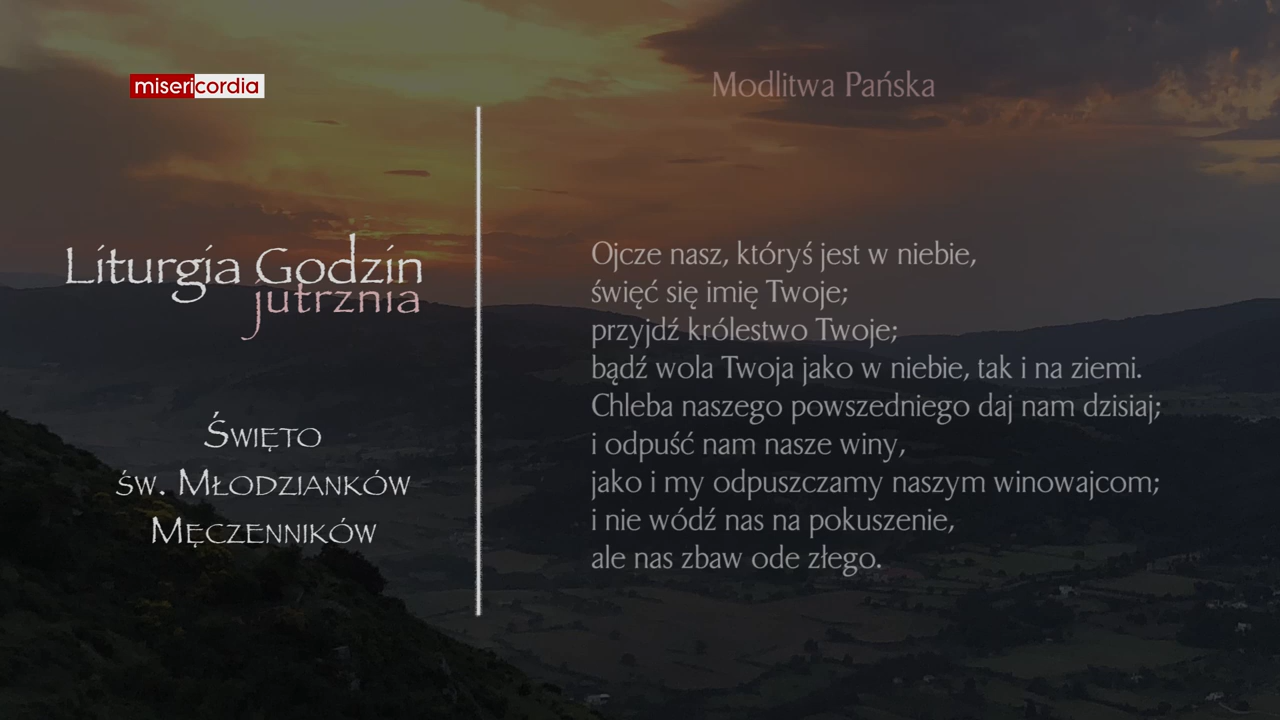 misericordia
Liturgia Godzin
jutrznia
Święto
św. Młodzianków
Męczenników
Modlitwa Pańska
Ojcze nasz, któryś jest w niebie,
święć się imię Twoje;
przyjdź królestwo Twoje;
bądź wola Twoja jako w niebie, tak i na ziemi.
Chleba naszego powszedniego daj nam dzisiaj;
i odpuść nam nasze winy,
jako i my odpuszczamy naszym winowajcom;
i nie wódź nas na pokuszenie,
ale nas zbaw ode złego.